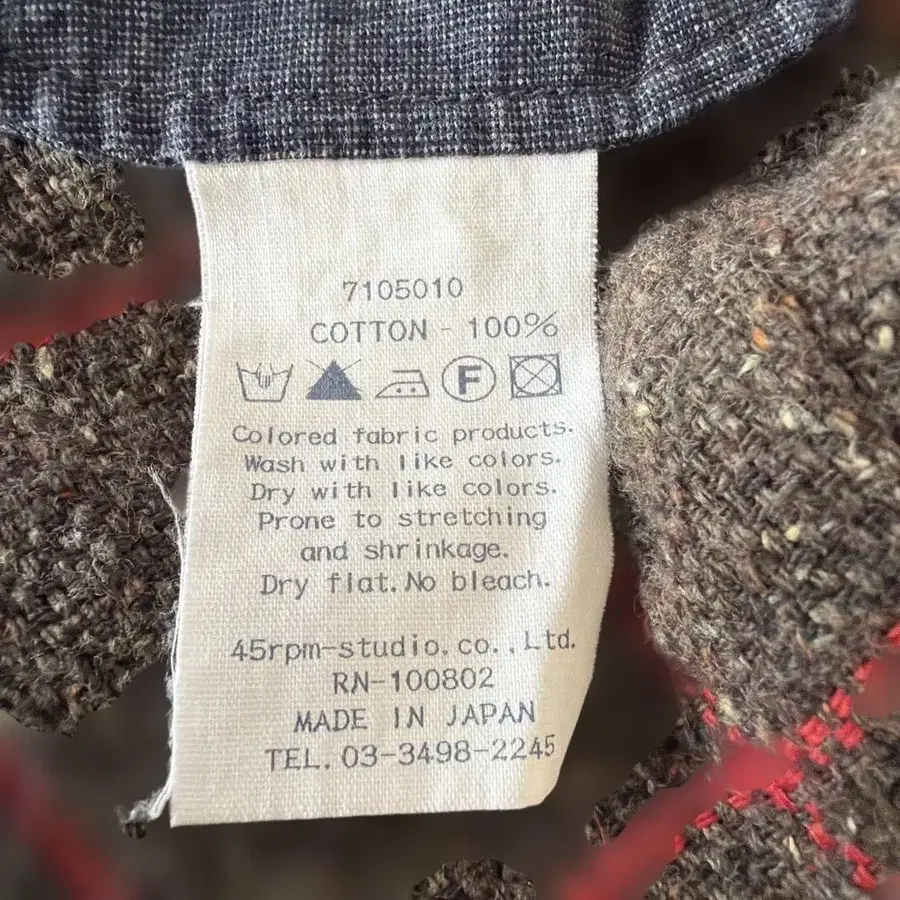 7105010
COTTON - 100%
F
Colored fabric products.
Wash with like colors.
Dry with like colors.
Prone to stretching
and shrinkage.
Dry flat.No bleach.
45rpm-studio.co.,Ltd.
RN-100802
MADE IN JAPAN
TEL.03-3498-2245